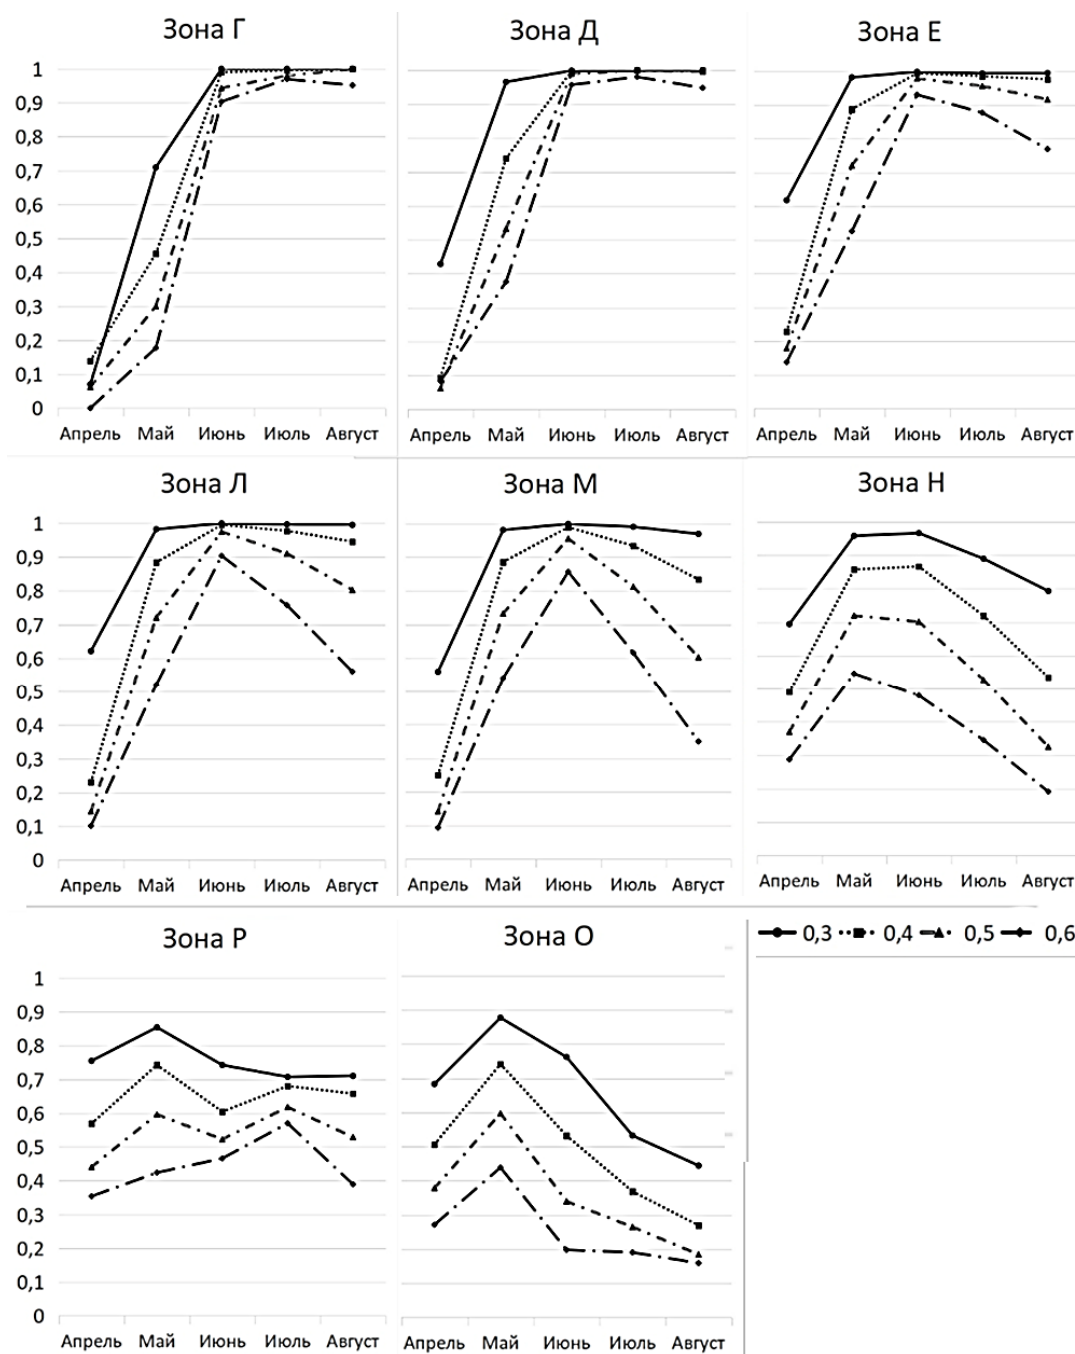 Зона Г
Зона Д
Зона Е
1
0,9
0,8
0,7
0,6
0,5
0,4
0,3
0,2
0,1
0
Апрель Май Июнь Июль Август
Апрель Май Июнь Июль Август
Апрель Май Июнь Июль Август
Зона Л
Зона М
Зона Н
1
0,9
0,8
0,7
0,6
0,5
0,4
0,3
0,2
0,1
0
Апрель Май Июнь Июль Август
Апрель Май Июнь Июль Август
Апрель Май Июнь Июль Август
Зона Р
Зона О
0,3 0,4 0,5 0,6
1
0,9
0,8
0,7
0,6
0,5
0,4
0,3
0,2
0,1
0
Апрель Май Июнь Июль Август
Апрель Май Июнь Июль Август